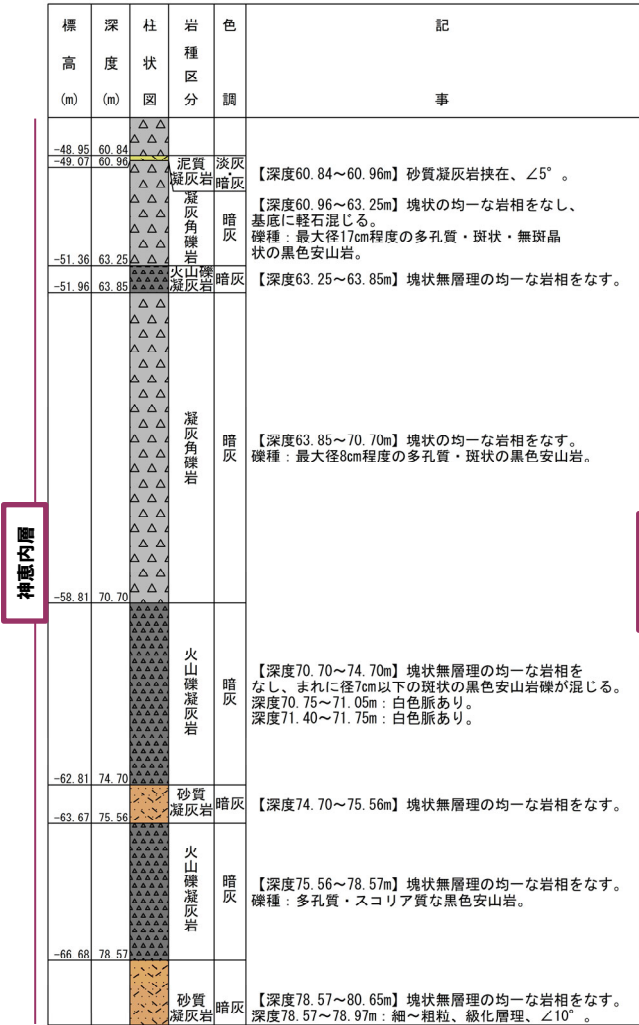 標高(m) 深度(m) 柱状図 岩種区分 色調 記事
-48.95 60.84
-49.07 60.96 泥質凝灰岩 淡灰・暗灰 【深度60.84～60.96m】砂質凝灰岩挟在、∠5°。
凝灰角礫岩 暗灰 【深度60.96～63.25m】塊状の均一な岩相をなし、
基底に軽石混じる。
礫種：最大径17cm程度の多孔質・斑状・無斑晶
状の黒色安山岩。
-51.36 63.25
火山礫凝灰岩 暗灰 【深度63.25～63.85m】塊状無層理の均一な岩相をなす。
-51.96 63.85
凝灰角礫岩 暗灰 【深度63.85～70.70m】塊状の均一な岩相をなす。
礫種：最大径8cm程度の多孔質・斑状の黒色安山岩。
神恵内層
-58.81 70.70
火山礫凝灰岩 暗灰 【深度70.70～74.70m】塊状無層理の均一な岩相を
なし、まれに径7cm以下の斑状の黒色安山岩礫が混じる。
深度70.75～71.05m：白色脈あり。
深度71.40～71.75m：白色脈あり。
-62.81 74.70
砂質凝灰岩 暗灰 【深度74.70～75.56m】塊状無層理の均一な岩相をなす。
-63.67 75.56
火山礫凝灰岩 暗灰 【深度75.56～78.57m】塊状無層理の均一な岩相をなす。
礫種：多孔質・スコリア質な黒色安山岩。
-66.68 78.57
砂質凝灰岩 暗灰 【深度78.57～80.65m】塊状無層理の均一な岩相をなす。
深度78.57～78.97m：細～粗粒、級化層理、∠10°。